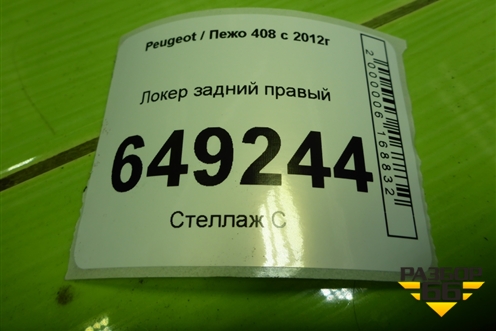 Peugeot / Пежо 408 с 2012г
Локер задний правый
649244
Стеллаж С
2000006168832
РАЗБОР
66